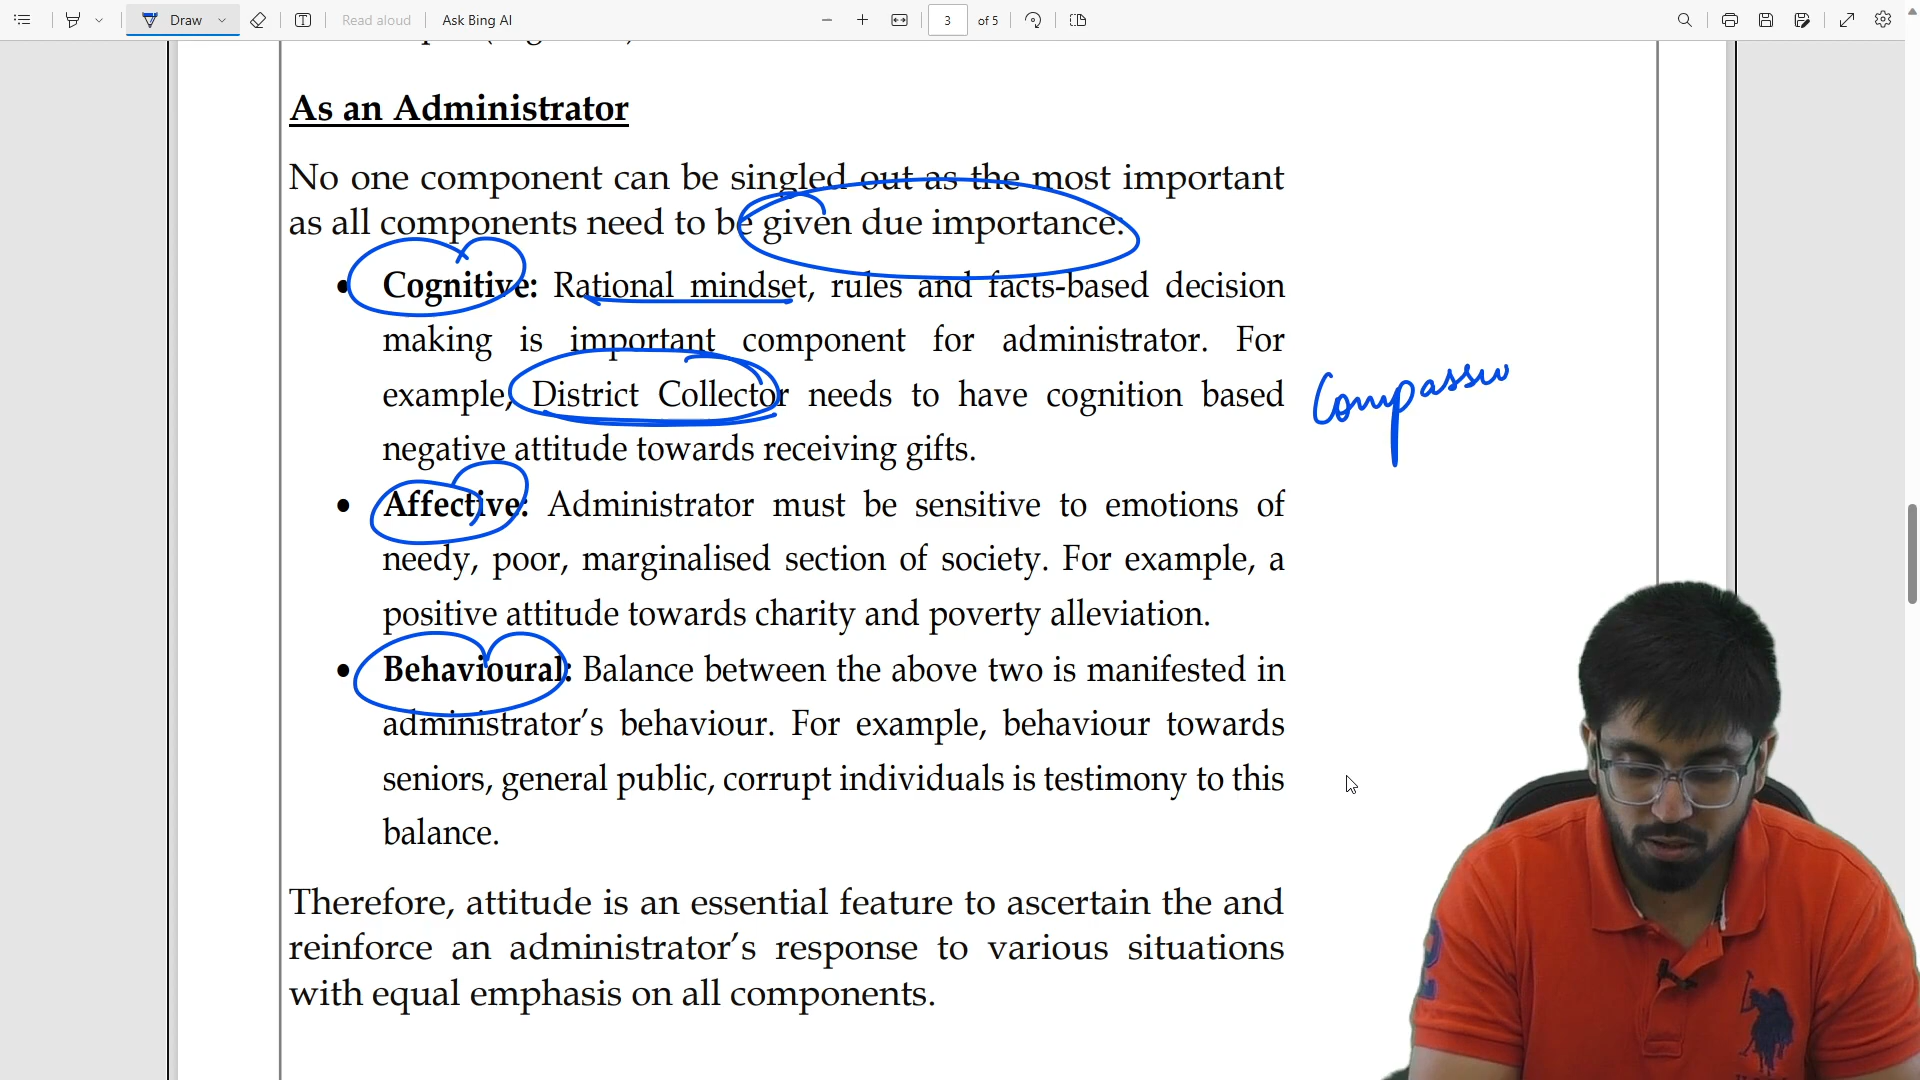 Draw
Read aloud
Ask Bing AI
3
of 5
As an Administrator
No one component can be singled out as the most important
as all components need to be given due importance.
• Cognitive: Rational mindset, rules and facts-based decision
making is important component for administrator. For
example, District Collector needs to have cognition based
negative attitude towards receiving gifts.
Compassio
• Affective: Administrator must be sensitive to emotions of
needy, poor, marginalised section of society. For example, a
positive attitude towards charity and poverty alleviation.
• Behavioural: Balance between the above two is manifested in
administrator's behaviour. For example, behaviour towards
seniors, general public, corrupt individuals is testimony to this
balance.
Therefore, attitude is an essential feature to ascertain the and
reinforce an administrator's response to various situations
with equal emphasis on all components.